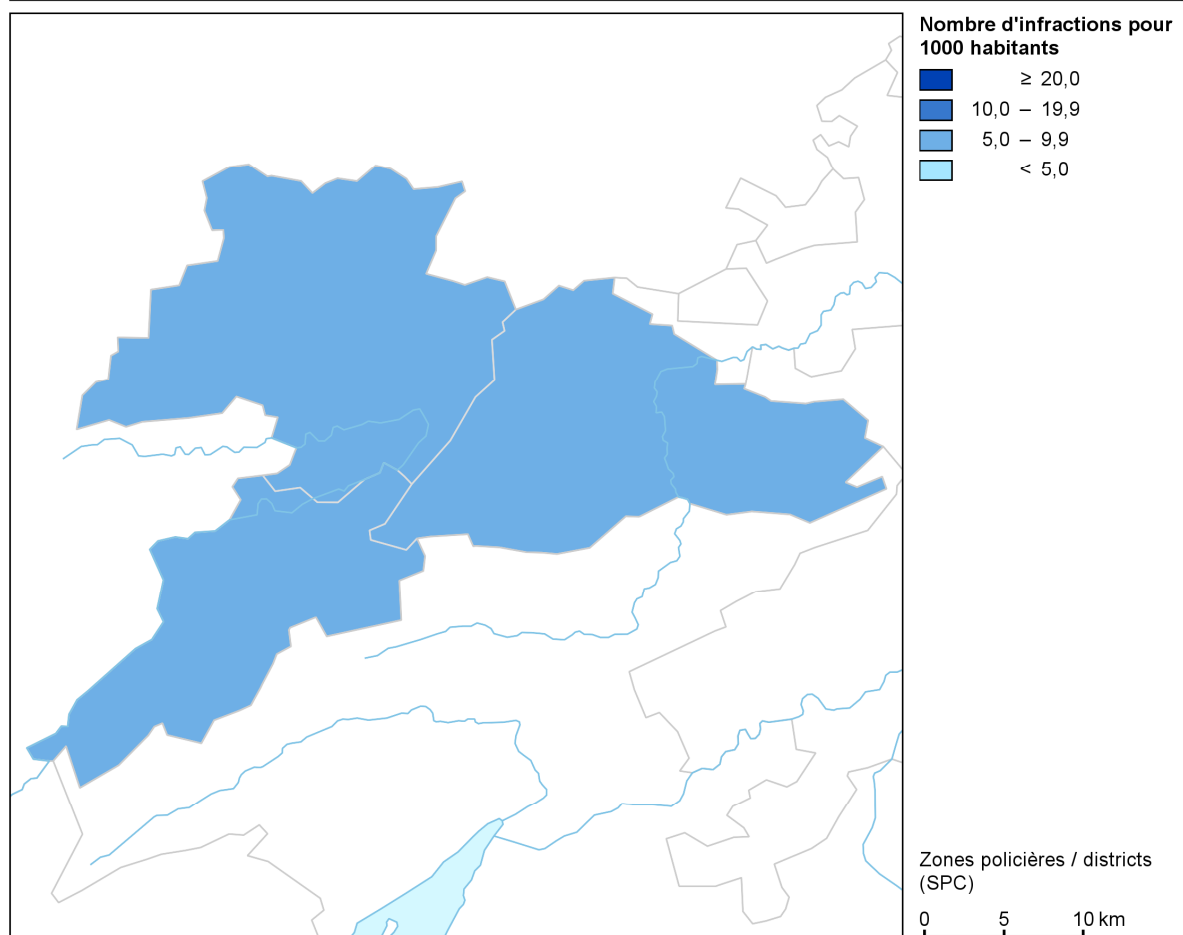 Nombre d'infractions pour
1000 habitants
≥ 20,0
10,0 – 19,9
5,0 – 9,9
< 5,0
Zones policières / districts
(SPC)
0 5 10 km